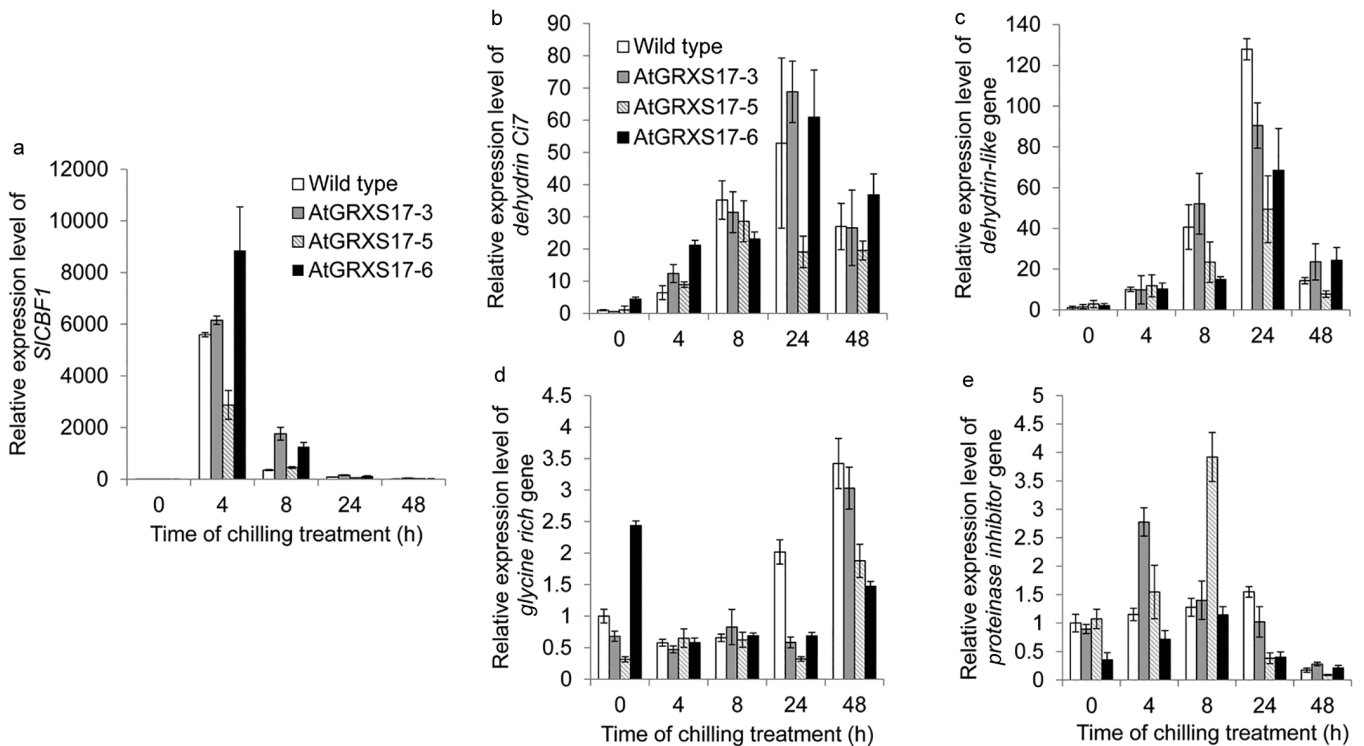 a
Relative expression level of
SlCBF1
12000
10000
8000
6000
4000
2000
0
Wild type
AtGRXS17-3
AtGRXS17-5
AtGRXS17-6
0 4 8 24 48
Time of chilling treatment (h)
b
Relative expression level of
dehydrin Ci7
90
80
70
60
50
40
30
20
10
0
Wild type
AtGRXS17-3
AtGRXS17-5
AtGRXS17-6
0 4 8 24 48
c
Relative expression level of
dehydrin-like gene
140
120
100
80
60
40
20
0
0 4 8 24 48
d
Relative expression level of
glycine rich gene
4.5
4
3.5
3
2.5
2
1.5
1
0.5
0
0 4 8 24 48
Time of chilling treatment (h)
e
Relative expression level of
proteinase inhibitor gene
5
4.5
4
3.5
3
2.5
2
1.5
1
0.5
0
0 4 8 24 48
Time of chilling treatment (h)